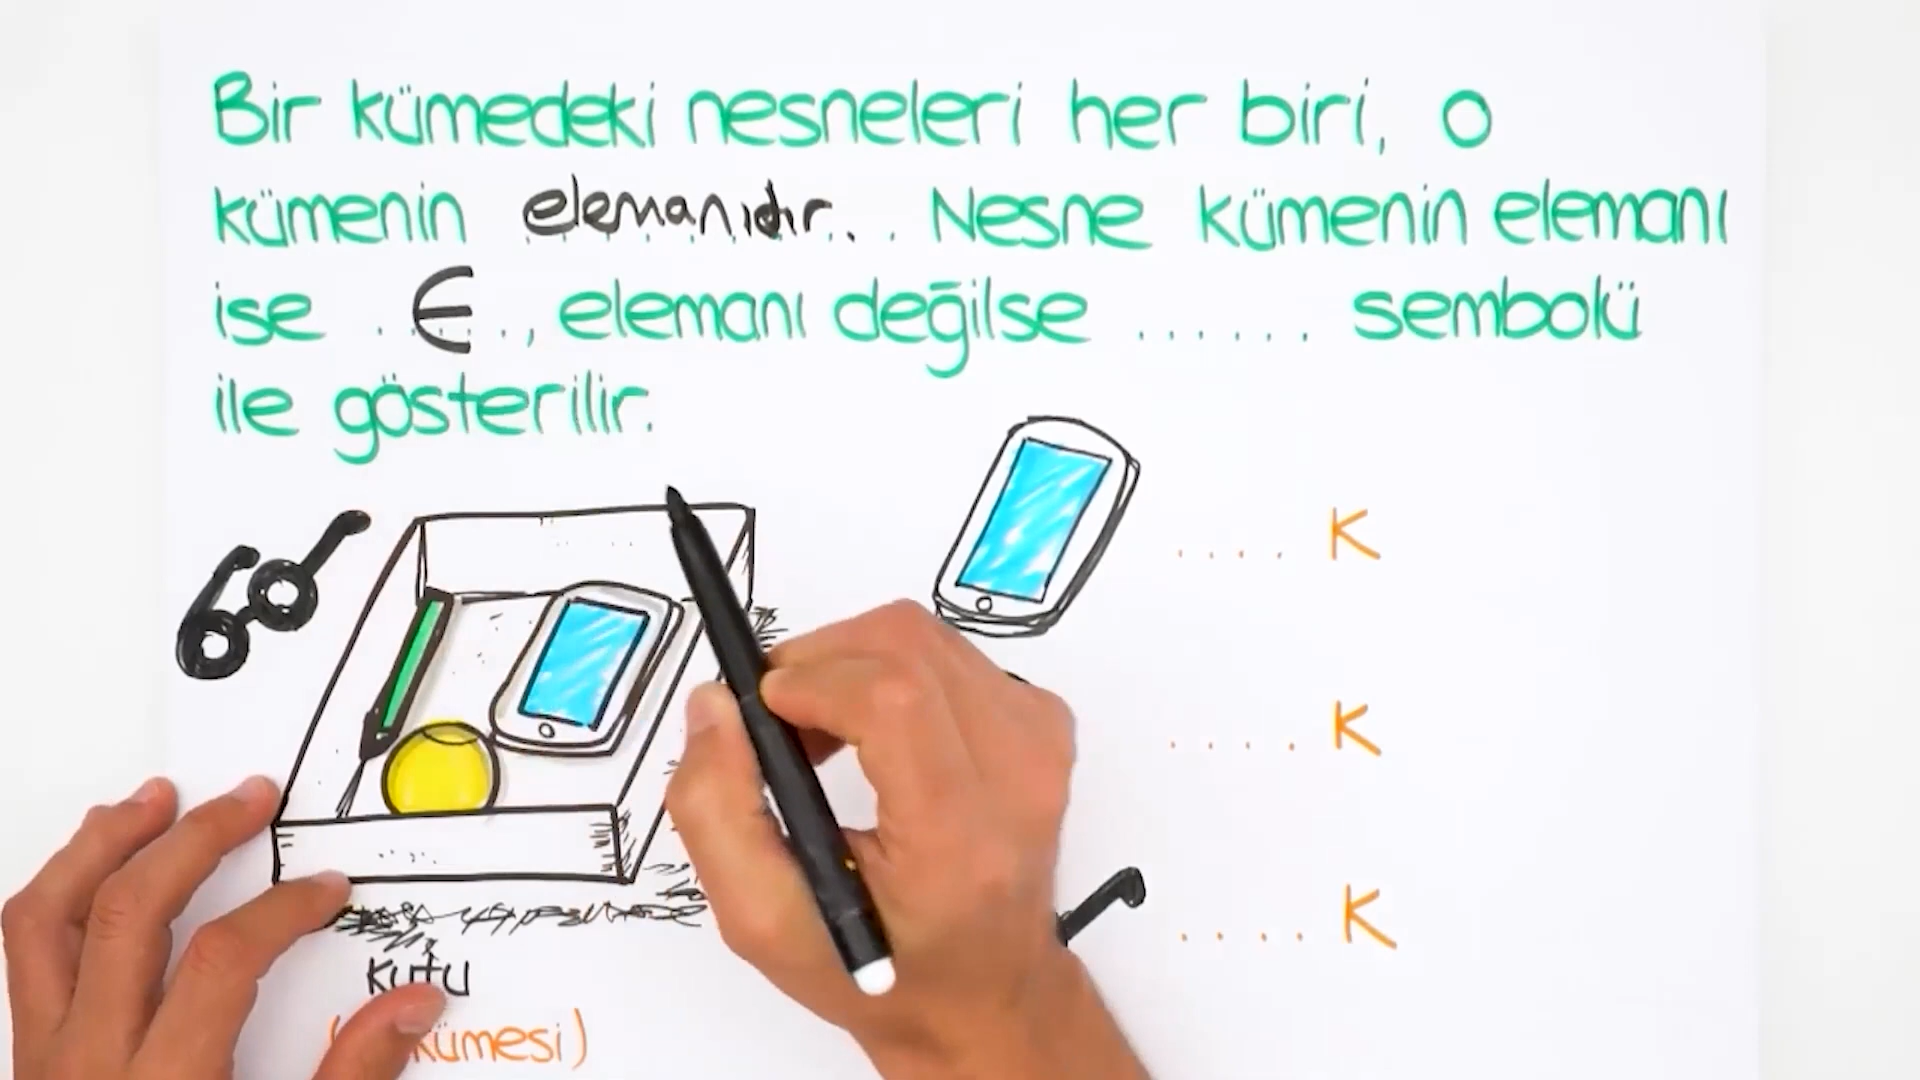 Bir kümedeki nesneleri her biri, o
kümenin elemanıdır... Nesne kümenin elemanı
ise . ∈ .., elemanı değilse ...... sembolü
ile gösterilir.
.... K
.... K
.... K
kutu
( kümesi)